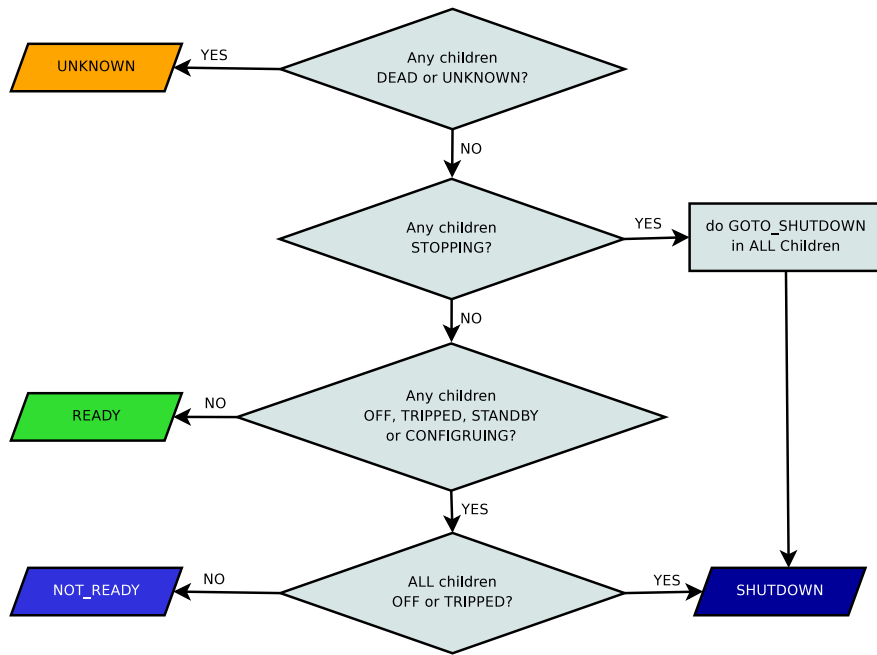 Any children
DEAD or UNKNOWN?
YES
UNKNOWN
NO
Any children
STOPPING?
YES
do GOTO_SHUTDOWN
in ALL Children
NO
Any children
OFF, TRIPPED, STANDBY
or CONFIGRUING?
NO
READY
YES
ALL children
OFF or TRIPPED?
NO
NOT_READY
YES
SHUTDOWN